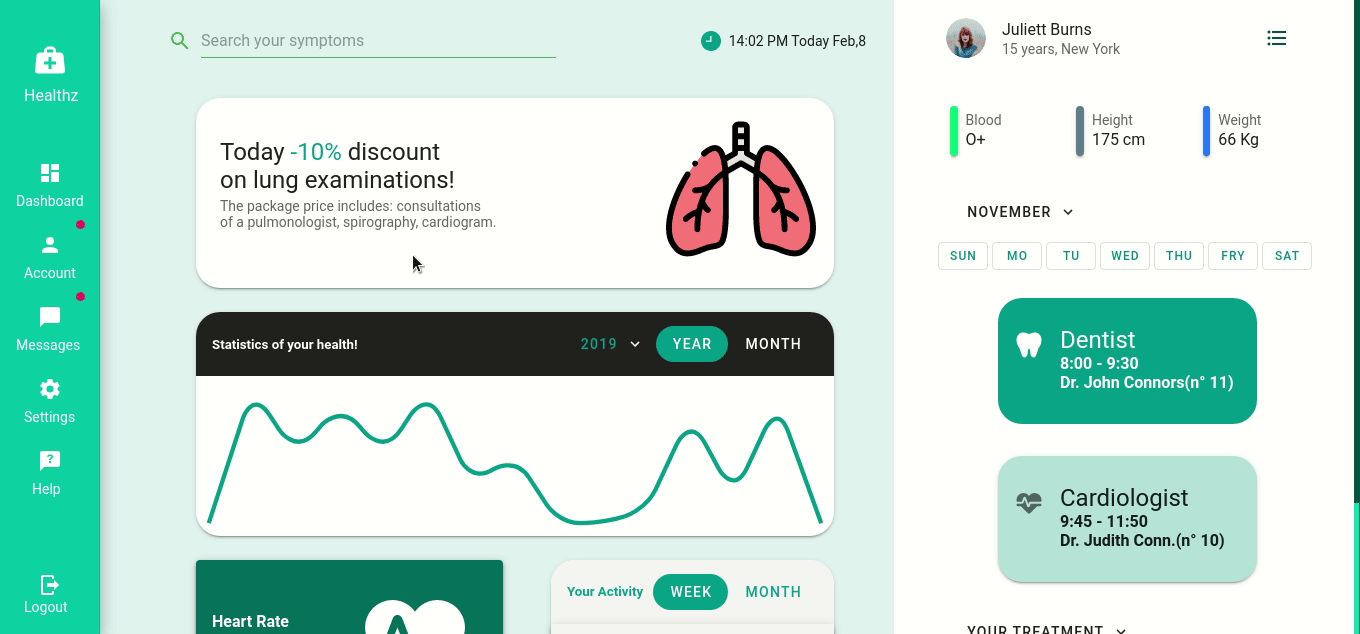 Healthz
Dashboard
Account
Messages
Settings
?
Help
Logout
Search your symptoms
14:02 PM Today Feb,8
Today -10% discount
on lung examinations!
The package price includes: consultations
of a pulmonologist, spirography, cardiogram.
Statistics of your health!
2019
YEAR
MONTH
Heart Rate
Your Activity
WEEK
MONTH
Juliett Burns
15 years, New York
Blood
O+
Height
175 cm
Weight
66 Kg
NOVEMBER
SUN
MO
TU
WED
THU
FRY
SAT
Dentist
8:00 - 9:30
Dr. John Connors(n° 11)
Cardiologist
9:45 - 11:50
Dr. Judith Conn.(n° 10)
YOUR TREATMENT